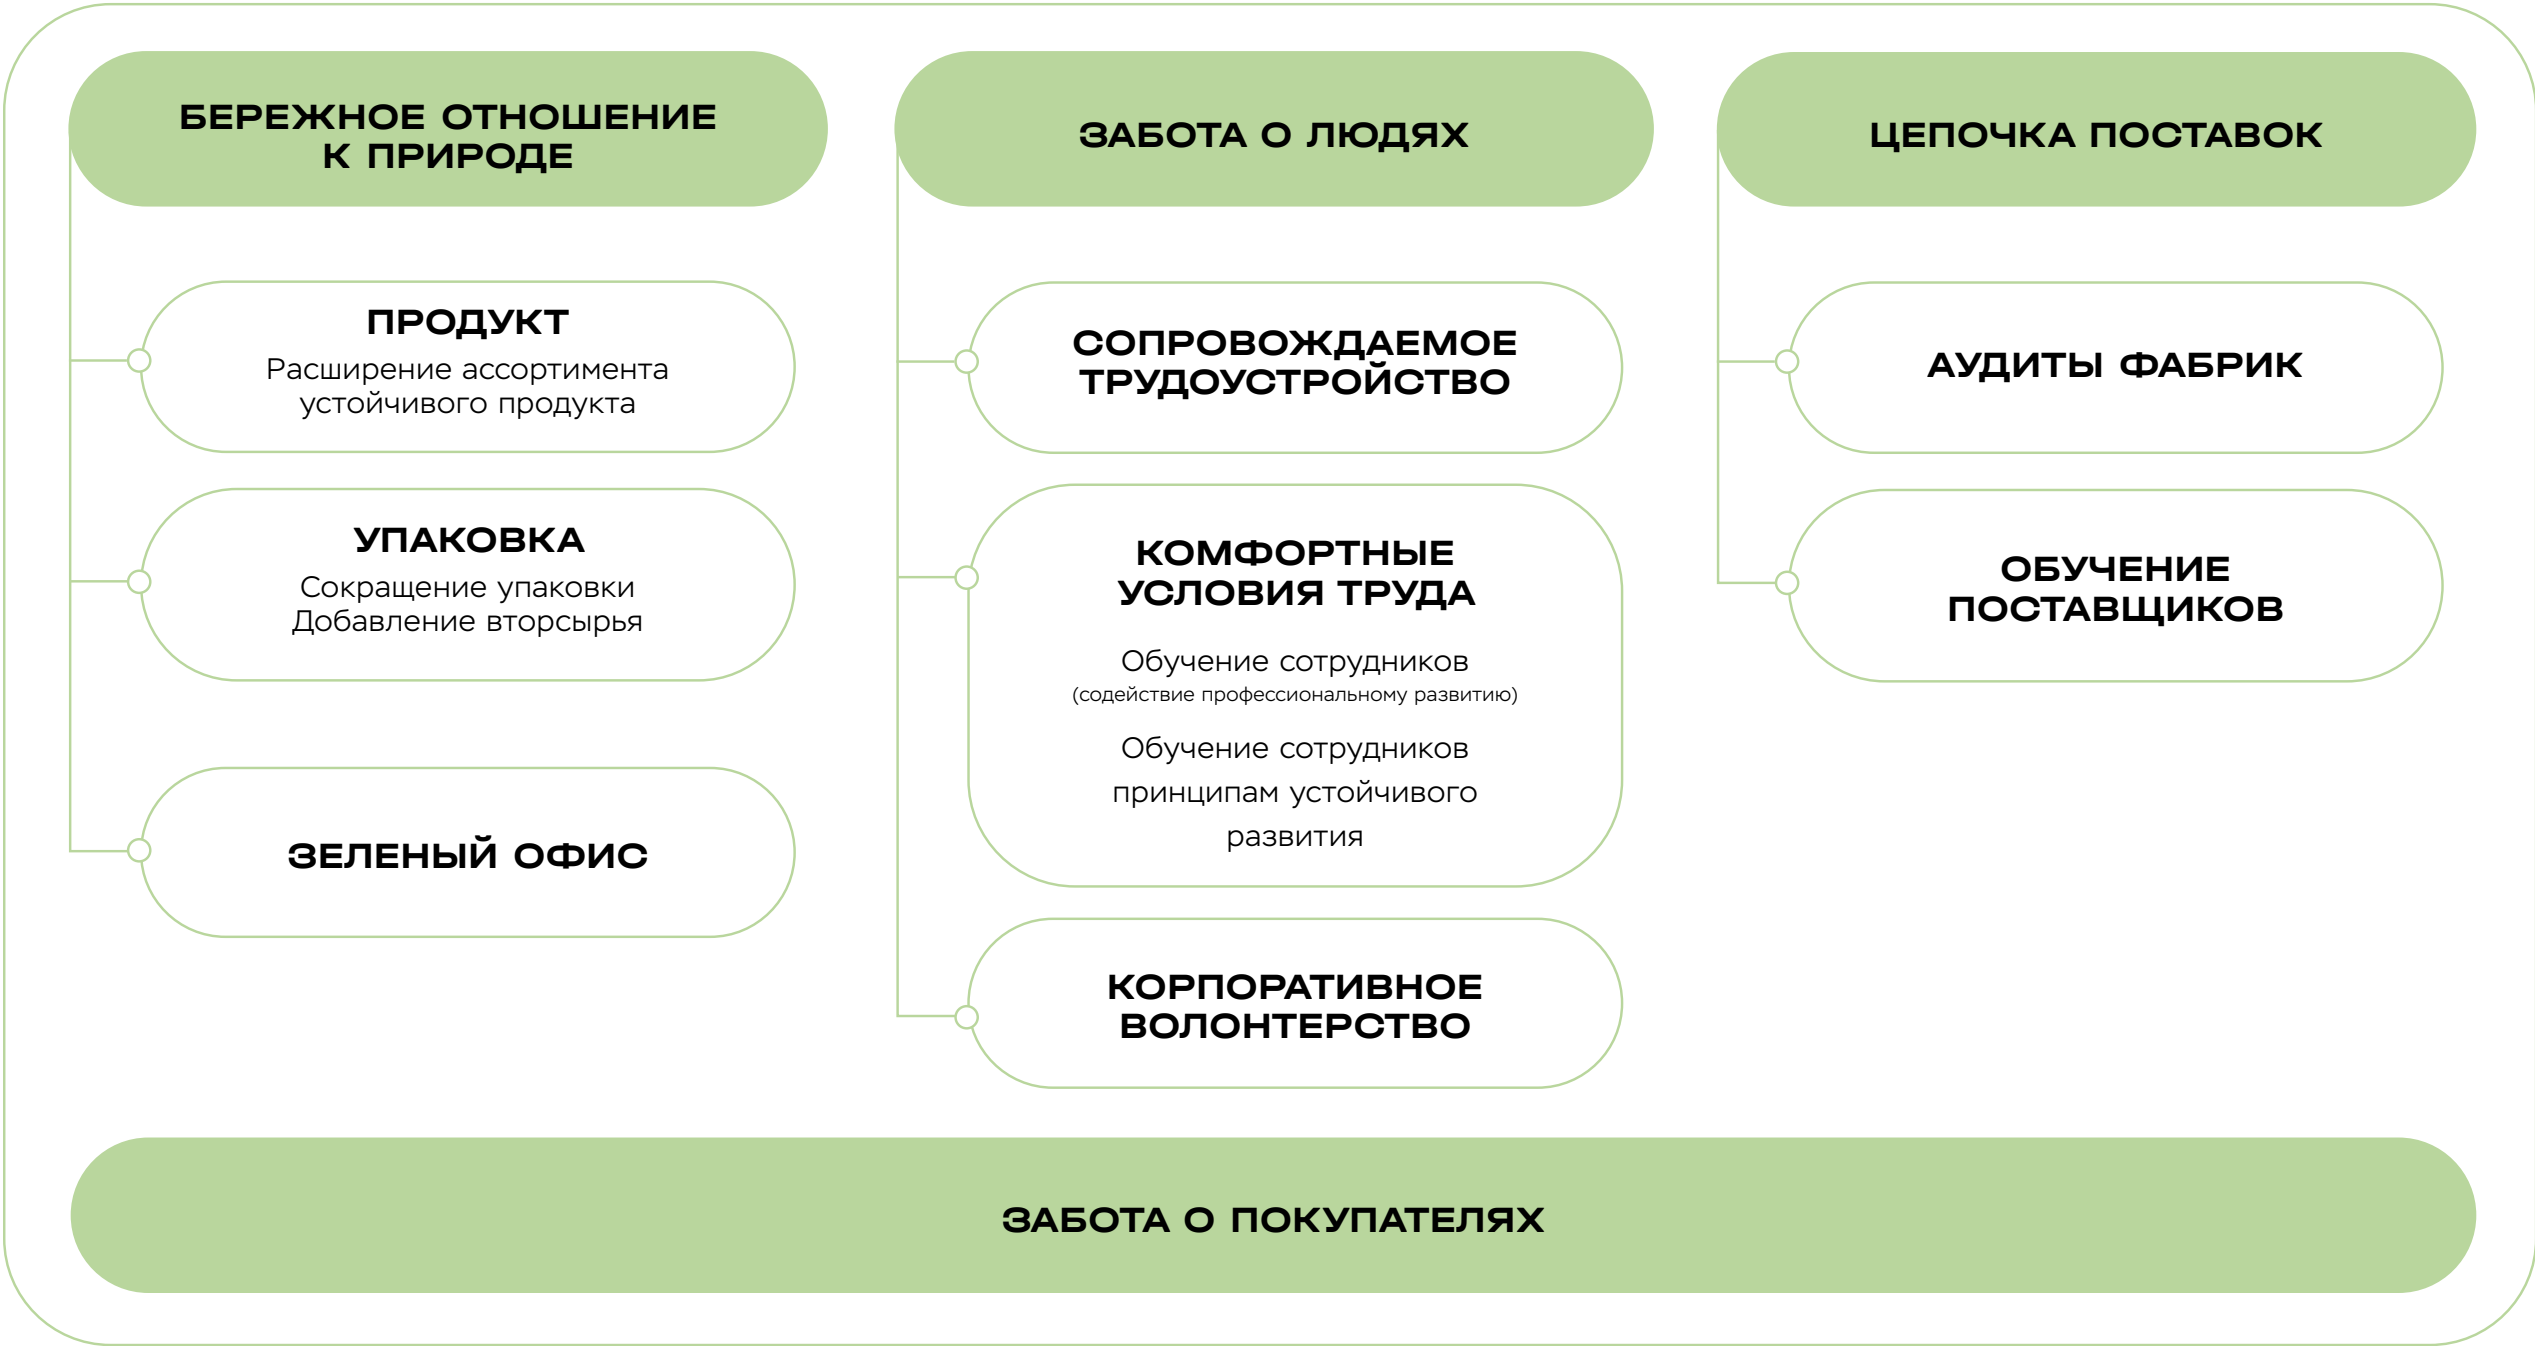 БЕРЕЖНОЕ ОТНОШЕНИЕ
К ПРИРОДЕ
ПРОДУКТ
Расширение ассортимента
устойчивого продукта
УПАКОВКА
Сокращение упаковки
Добавление вторсырья
ЗЕЛЕНЫЙ ОФИС
ЗАБОТА О ЛЮДЯХ
СОПРОВОЖДАЕМОЕ
ТРУДОУСТРОЙСТВО
КОМФОРТНЫЕ
УСЛОВИЯ ТРУДА
Обучение сотрудников
(содействие профессиональному развитию)
Обучение сотрудников
принципам устойчивого
развития
КОРПОРАТИВНОЕ
ВОЛОНТЕРСТВО
ЦЕПОЧКА ПОСТАВОК
АУДИТЫ ФАБРИК
ОБУЧЕНИЕ
ПОСТАВЩИКОВ
ЗАБОТА О ПОКУПАТЕЛЯХ